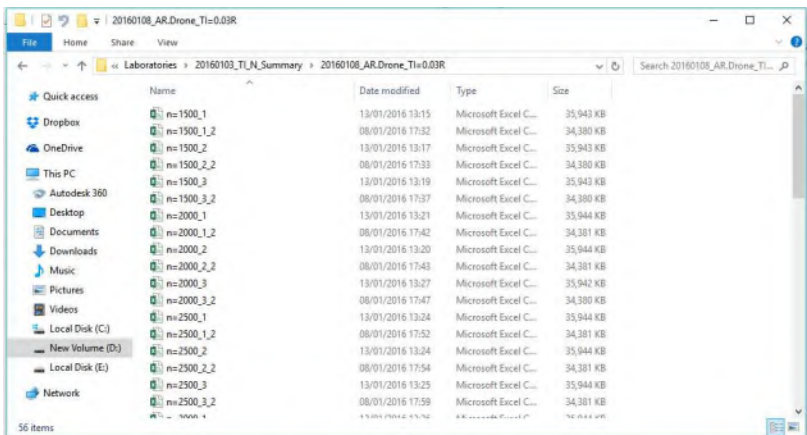 20160108_AR.Drone_TI=0.03R
File Home Share View
« Laboratories › 20160103_TI_N_Summary › 20160108_AR.Drone_TI=0.03R Search 20160108_AR.Drone_TI...
Name Date modified Type Size
Quick access
Dropbox
OneDrive
This PC
Autodesk 360
Desktop
Documents
Downloads
Music
Pictures
Videos
Local Disk (C:)
New Volume (D:)
Local Disk (E:)
Network
n=1500_1 13/01/2016 13:15 Microsoft Excel C... 35,943 KB
n=1500_1_2 08/01/2016 17:32 Microsoft Excel C... 34,380 KB
n=1500_2 13/01/2016 13:17 Microsoft Excel C... 35,943 KB
n=1500_2_2 08/01/2016 17:33 Microsoft Excel C... 34,380 KB
n=1500_3 13/01/2016 13:19 Microsoft Excel C... 35,943 KB
n=1500_3_2 08/01/2016 17:37 Microsoft Excel C... 34,380 KB
n=2000_1 13/01/2016 13:21 Microsoft Excel C... 35,944 KB
n=2000_1_2 08/01/2016 17:42 Microsoft Excel C... 34,381 KB
n=2000_2 13/01/2016 13:20 Microsoft Excel C... 35,944 KB
n=2000_2_2 08/01/2016 17:43 Microsoft Excel C... 34,381 KB
n=2000_3 13/01/2016 13:27 Microsoft Excel C... 35,942 KB
n=2000_3_2 08/01/2016 17:47 Microsoft Excel C... 34,380 KB
n=2500_1 13/01/2016 13:24 Microsoft Excel C... 35,944 KB
n=2500_1_2 08/01/2016 17:52 Microsoft Excel C... 34,381 KB
n=2500_2 13/01/2016 13:24 Microsoft Excel C... 35,944 KB
n=2500_2_2 08/01/2016 17:54 Microsoft Excel C... 34,381 KB
n=2500_3 13/01/2016 13:25 Microsoft Excel C... 35,944 KB
n=2500_3_2 08/01/2016 17:59 Microsoft Excel C... 34,381 KB
56 items